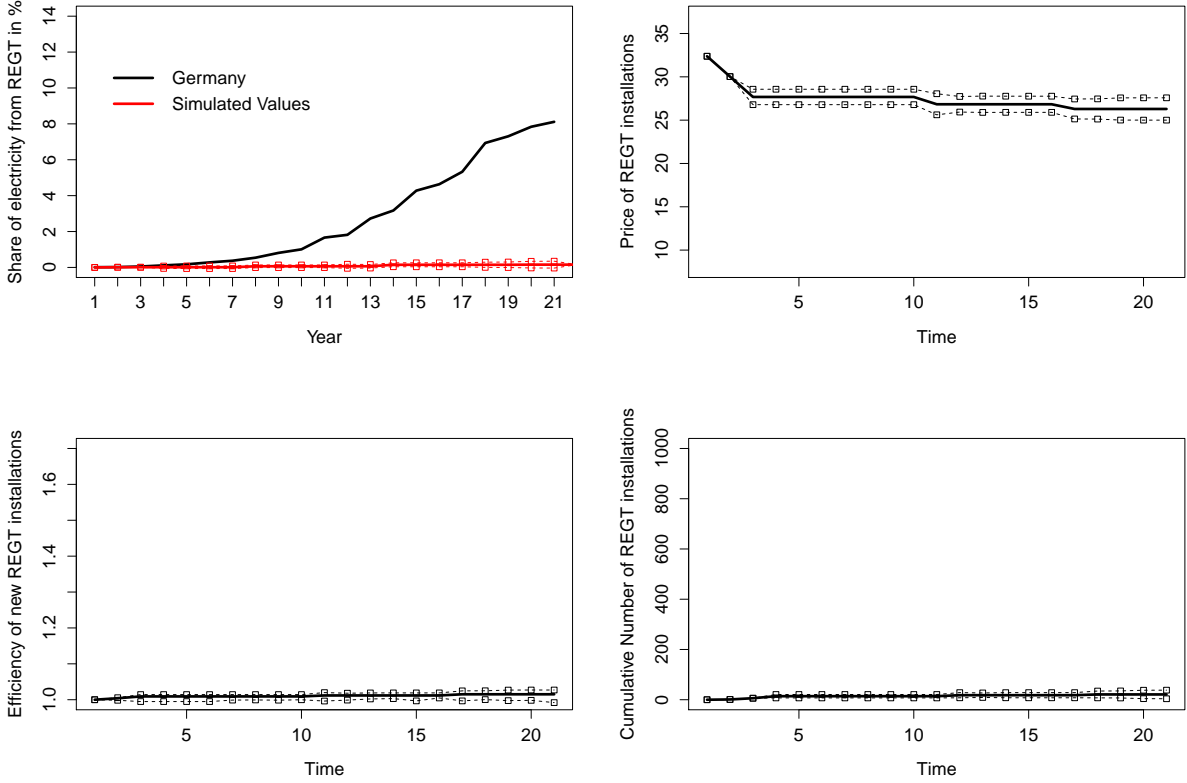 Share of electricity from REGT in %
14
12
10
8
6
4
2
0
Germany
Simulated Values
1 3 5 7 9 11 13 15 17 19 21
Year
Price of REGT installations
35
30
25
20
15
10
5 10 15 20
Time
Efficiency of new REGT installations
1.6
1.4
1.2
1.0
5 10 15 20
Time
Cumulative Number of REGT installations
1000
800
600
400
200
0
5 10 15 20
Time